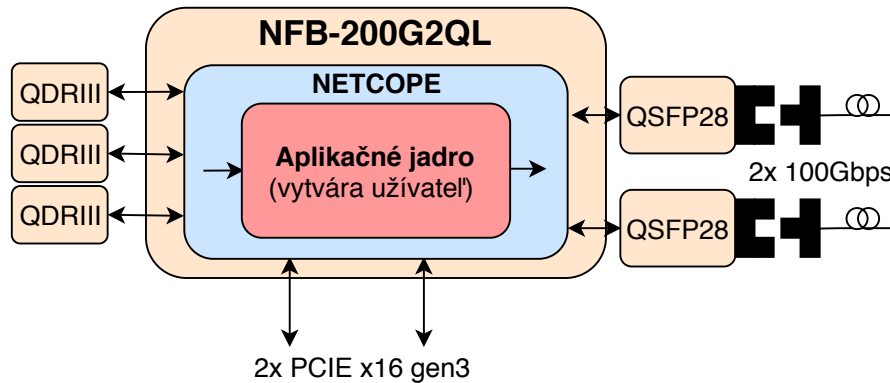 NFB-200G2QL
NETCOPE
QDRIII
QDRIII
QDRIII
Aplikačné jadro
(vytvára užívateľ)
QSFP28
2x 100Gbps
QSFP28
2x PCIE x16 gen3